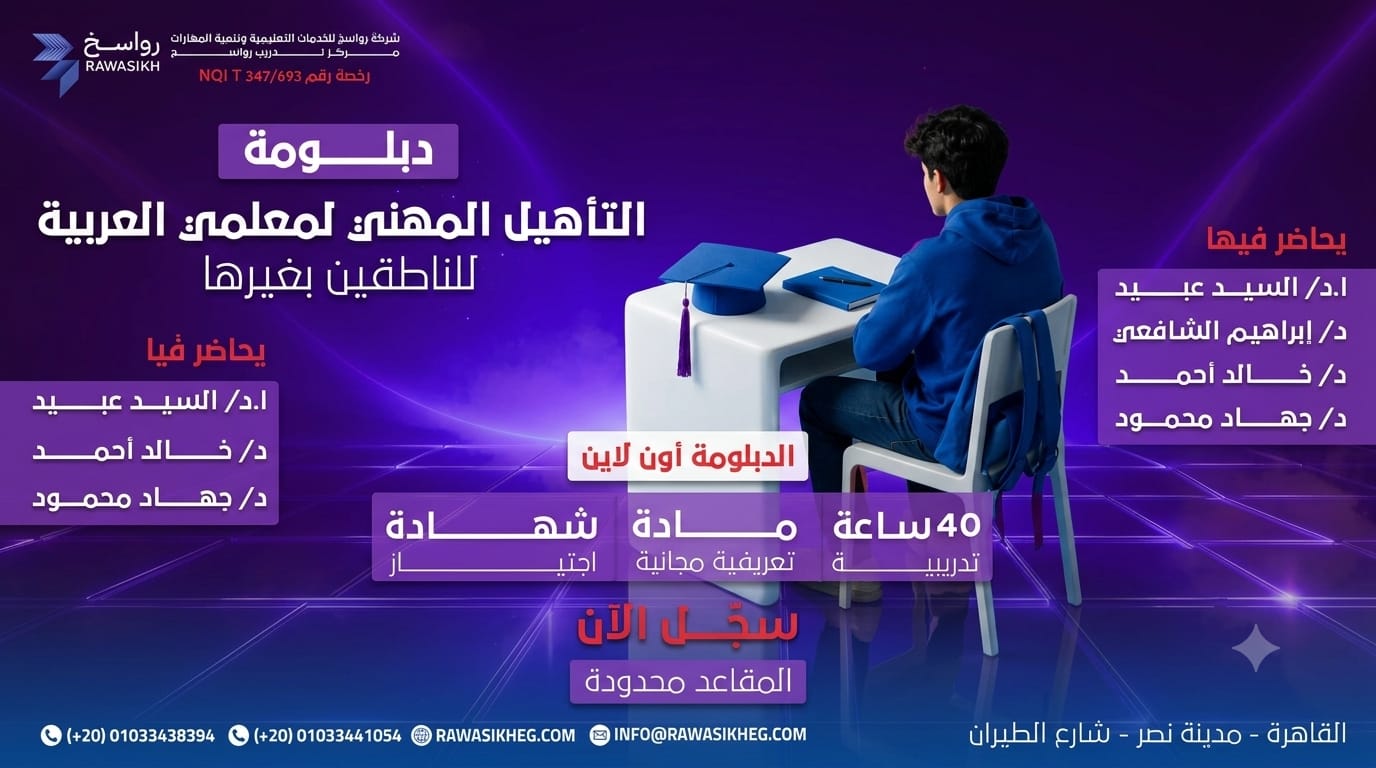 رواسخ
RAWASIKH
شركة رواسخ للخدمات التعليمية وتنمية المهارات
مركز تدريب رواسخ
رخصة رقم NQI T 347/693
دبلومة
التأهيل المهني لمعلمي العربية
للناطقين بغيرها
يحاضر فيها
ا.د/ السيد عبيد
د/ إبراهيم الشافعي
د/ خالد أحمد
د/ جهاد محمود
يحاضر فيا
ا.د/ السيد عبيد
د/ خالد أحمد
د/ جهاد محمود
الدبلومة أون لاين
40 ساعة
تدريبية
مادة
تعريفية مجانية
شهادة
اجتياز
سجّل الآن
المقاعد محدودة
(+20) 01033438394
(+20) 01033441054
RAWASIKHEG.COM
INFO@RAWASIKHEG.COM
القاهرة - مدينة نصر - شارع الطيران